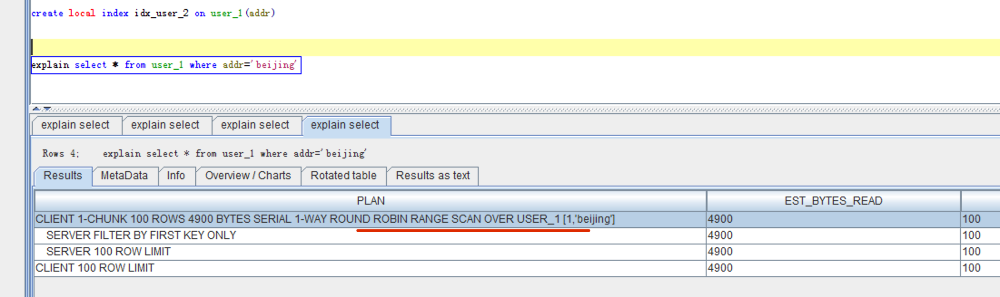 create local index idx_user_2 on user_1(addr)
explain select * from user_1 where addr='beijing'
explain select explain select explain select explain select
Rows 4; explain select * from user_1 where addr='beijing'
Results MetaData Info Overview / Charts Rotated table Results as text
PLAN EST_BYTES_READ
CLIENT 1-CHUNK 100 ROWS 4900 BYTES SERIAL 1-WAY ROUND ROBIN RANGE SCAN OVER USER_1 [1,'beijing'] 4900 100
SERVER FILTER BY FIRST KEY ONLY 4900 100
SERVER 100 ROW LIMIT 4900 100
CLIENT 100 ROW LIMIT 4900 100